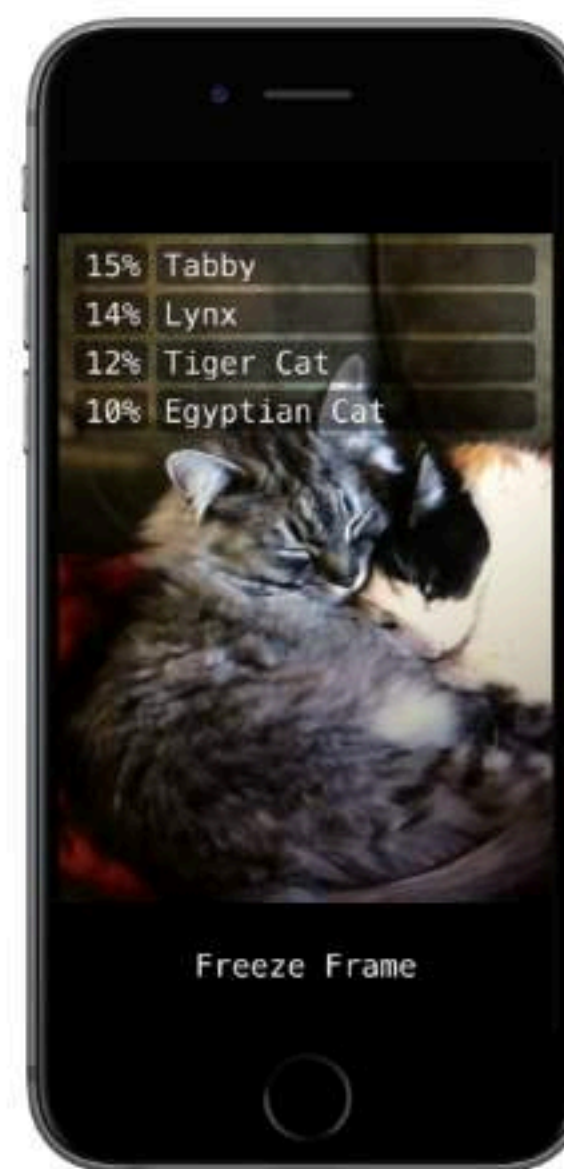 15% Tabby
14% Lynx
12% Tiger Cat
10% Egyptian Cat
Freeze Frame